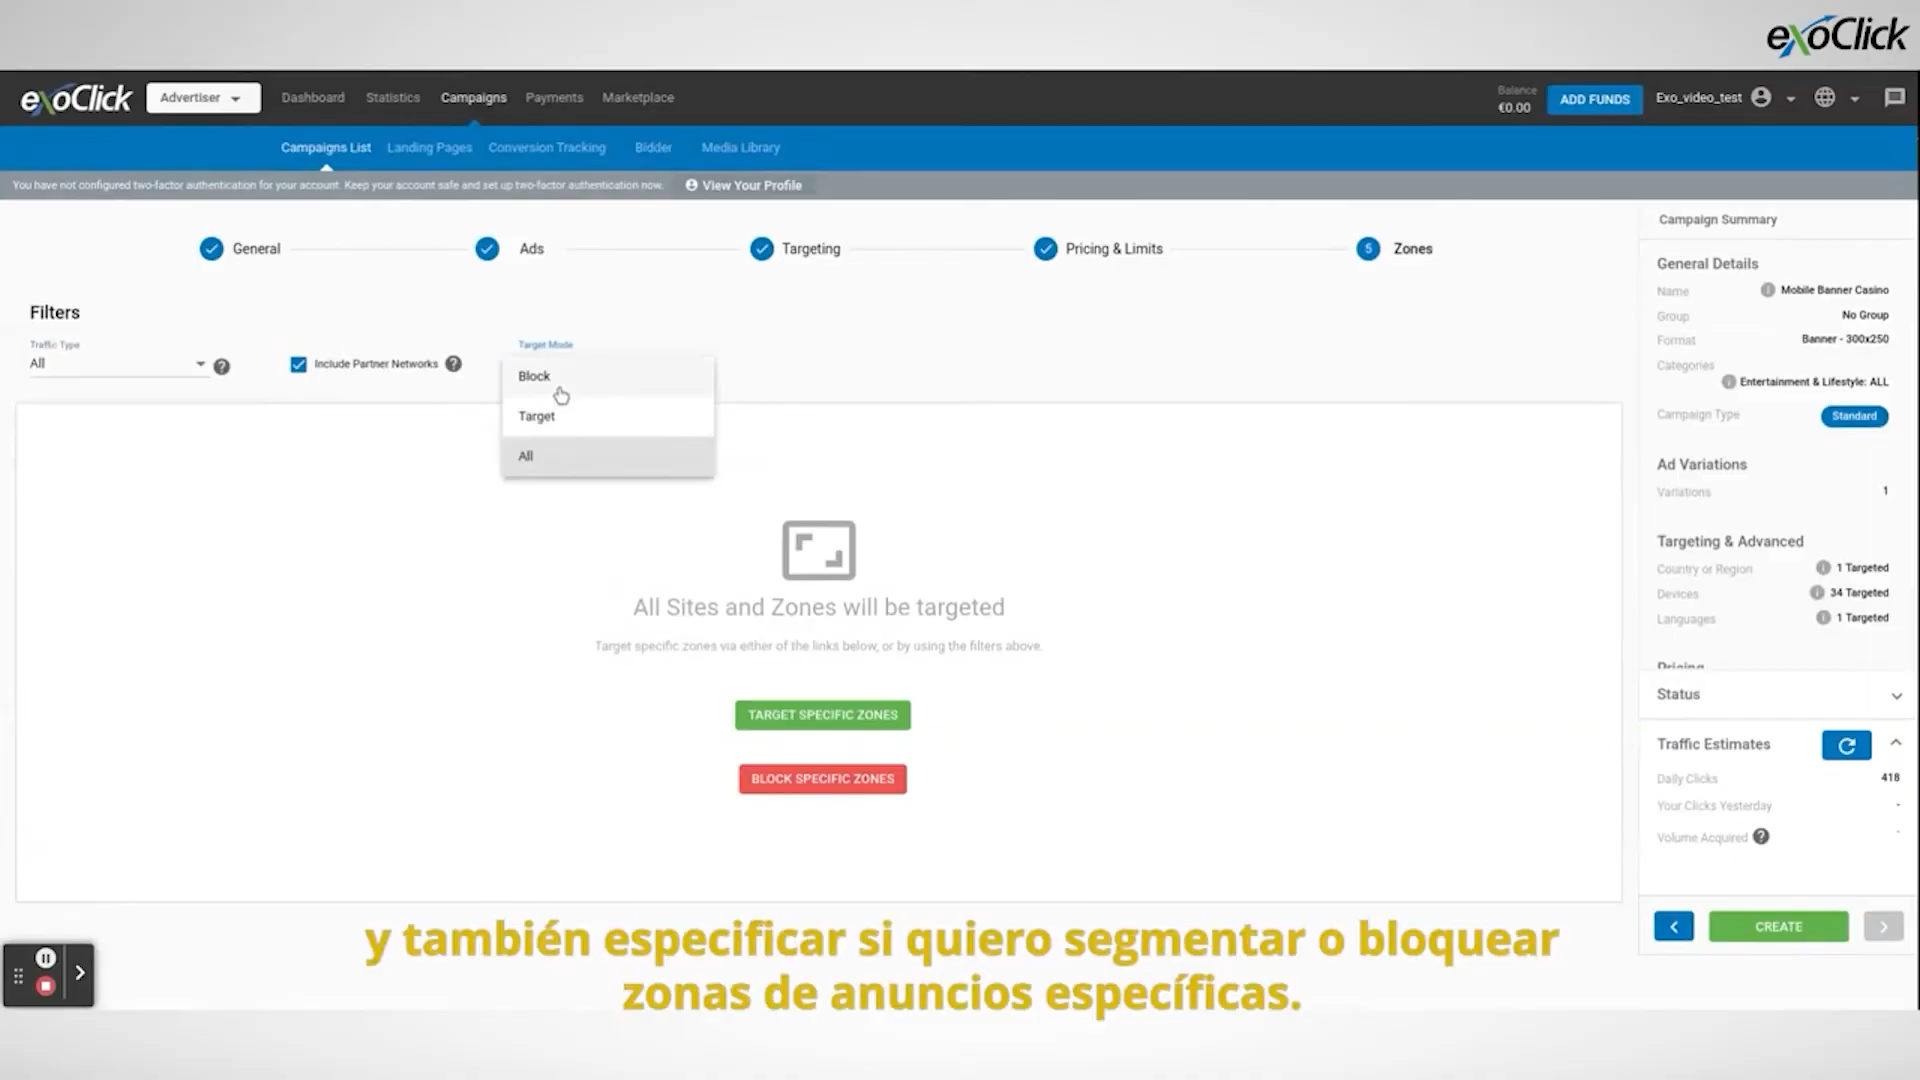 exoClick
exoClick
Advertiser
Dashboard
Statistics
Campaigns
Payments
Marketplace
Balance
€0.00
ADD FUNDS
Exo_video_test
Campaigns List
Landing Pages
Conversion Tracking
Bidder
Media Library
You have not configured two-factor authentication for your account. Keep your account safe and set up two-factor authentication now.
View Your Profile
General
Ads
Targeting
Pricing & Limits
5 Zones
Filters
Traffic Type
All
Include Partner Networks
Target Mode
Block
Target
All
All Sites and Zones will be targeted
Target specific zones via either of the links below, or by using the filters above.
TARGET SPECIFIC ZONES
BLOCK SPECIFIC ZONES
Campaign Summary
General Details
Name Mobile Banner Casino
Group No Group
Format Banner - 300x250
Categories
Entertainment & Lifestyle: ALL
Campaign Type Standard
Ad Variations
Variations 1
Targeting & Advanced
Country or Region 1 Targeted
Devices 34 Targeted
Languages 1 Targeted
Pricing
Status
Traffic Estimates
Daily Clicks 418
Your Clicks Yesterday -
Volume Acquired -
CREATE
y también especificar si quiero segmentar o bloquear
zonas de anuncios específicas.